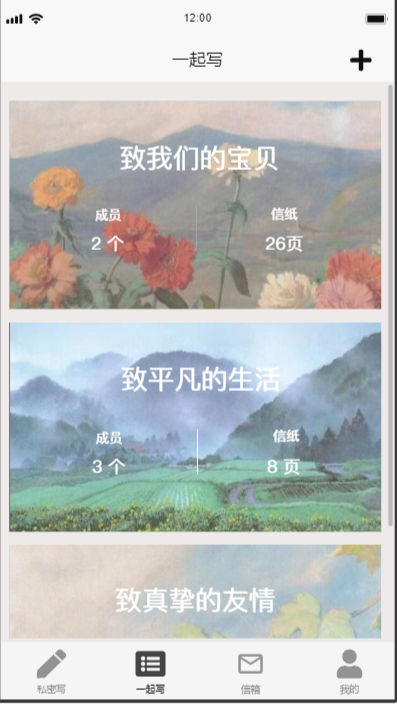 12:00
一起写
致我们的宝贝
成员 信纸
2 个 26页
致平凡的生活
成员 信纸
3 个 8 页
致真挚的友情
私密写 一起写 信箱 我的